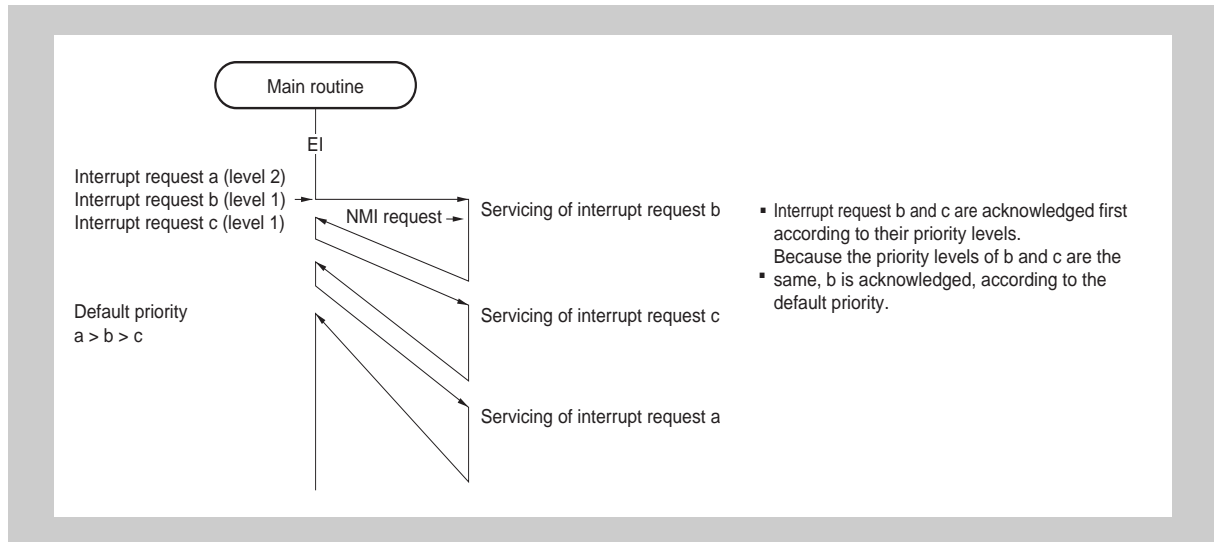 Main routine
EI
Interrupt request a (level 2)
Interrupt request b (level 1)
Interrupt request c (level 1)
NMI request
Servicing of interrupt request b
▪ Interrupt request b and c are acknowledged first
according to their priority levels.
Because the priority levels of b and c are the
▪ same, b is acknowledged, according to the
default priority.
Default priority
a > b > c
Servicing of interrupt request c
Servicing of interrupt request a